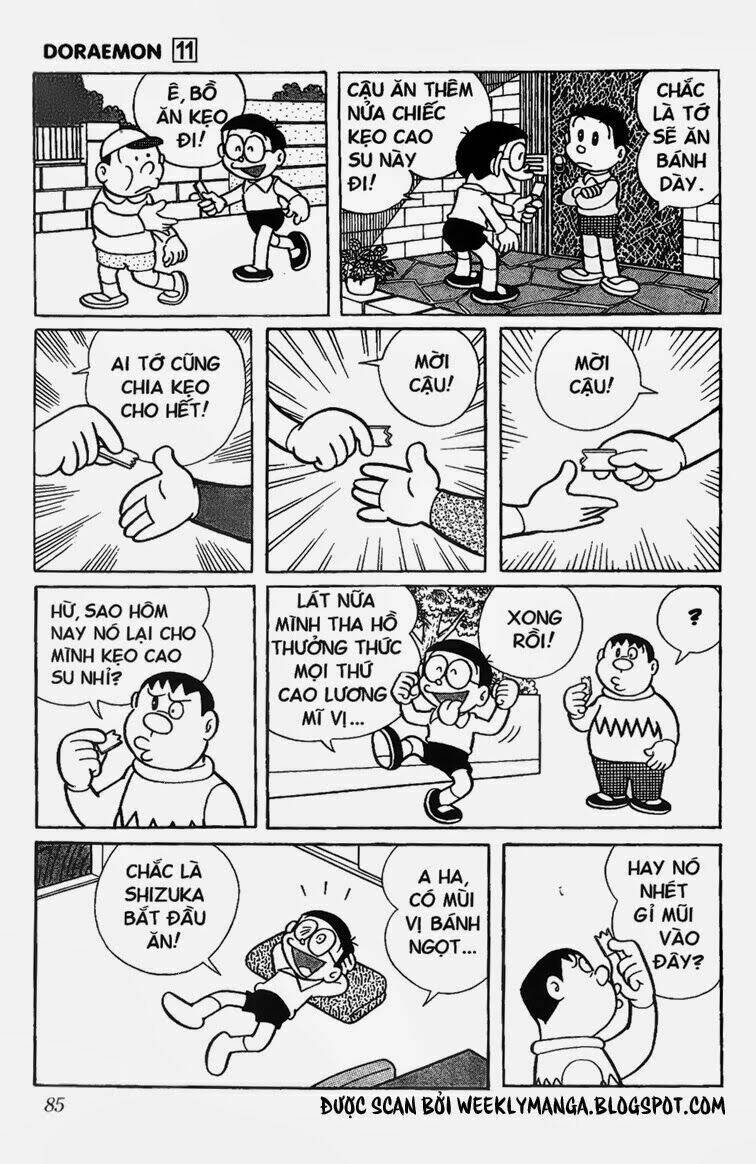 DORAEMON 11
Ê, BỒ
ĂN KẸO
ĐI!
CẬU ĂN THÊM
NỬA CHIẾC
KẸO CAO
SU NÀY
ĐI!
CHẮC
LÀ TỚ
SẼ ĂN
BÁNH
DÀY.
AI TỚ CŨNG
CHIA KẸO
CHO HẾT!
MỜI
CẬU!
MỜI
CẬU!
HỪ, SAO HÔM
NAY NÓ LẠI CHO
MÌNH KẸO CAO
SU NHỈ?
LÁT NỮA
MÌNH THA HỒ
THƯỞNG THỨC
MỌI THỨ
CAO LƯƠNG
MĨ VỊ...
XONG
RỒI!
?
CHẮC LÀ
SHIZUKA
BẮT ĐẦU
ĂN!
A HA,
CÓ MÙI
VỊ BÁNH
NGỌT...
HAY NÓ
NHÉT
GỈ MŨI
VÀO
ĐÂY?
85
ĐƯỢC SCAN BỞI WEEKLYMANGA.BLOGSPOT.COM